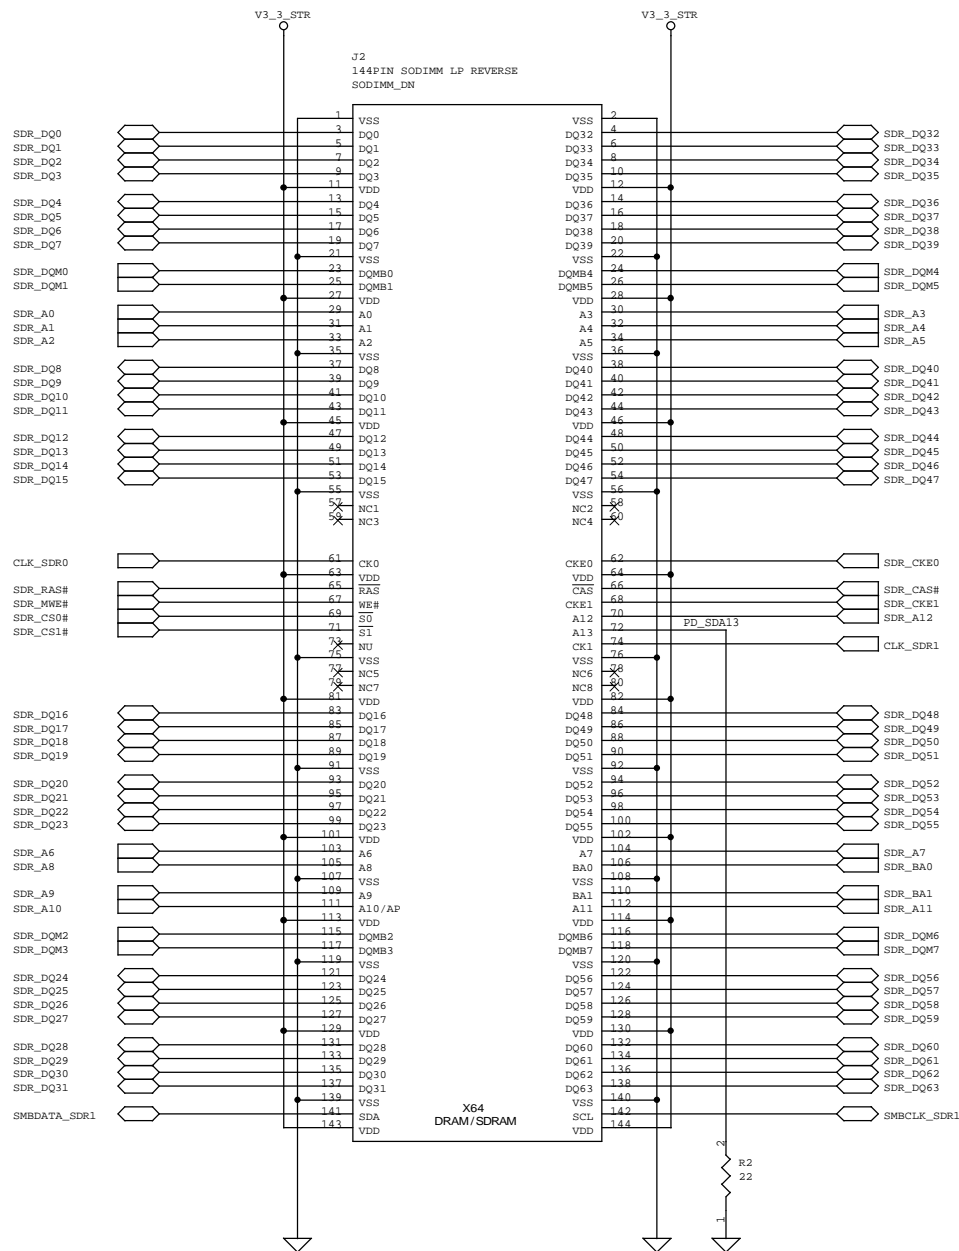 V3_3_STR V3_3_STR
J2
144PIN SODIMM LP REVERSE
SODIMM_DN
1 VSS VSS 2
SDR_DQ0 3 DQ0 DQ32 4 SDR_DQ32
SDR_DQ1 5 DQ1 DQ33 6 SDR_DQ33
SDR_DQ2 7 DQ2 DQ34 8 SDR_DQ34
SDR_DQ3 9 DQ3 DQ35 10 SDR_DQ35
11 VDD VDD 12
SDR_DQ4 13 DQ4 DQ36 14 SDR_DQ36
SDR_DQ5 15 DQ5 DQ37 16 SDR_DQ37
SDR_DQ6 17 DQ6 DQ38 18 SDR_DQ38
SDR_DQ7 19 DQ7 DQ39 20 SDR_DQ39
21 VSS VSS 22
SDR_DQM0 23 DQMB0 DQMB4 24 SDR_DQM4
SDR_DQM1 25 DQMB1 DQMB5 26 SDR_DQM5
27 VDD VDD 28
SDR_A0 29 A0 A3 30 SDR_A3
SDR_A1 31 A1 A4 32 SDR_A4
SDR_A2 33 A2 A5 34 SDR_A5
35 VSS VSS 36
SDR_DQ8 37 DQ8 DQ40 38 SDR_DQ40
SDR_DQ9 39 DQ9 DQ41 40 SDR_DQ41
SDR_DQ10 41 DQ10 DQ42 42 SDR_DQ42
SDR_DQ11 43 DQ11 DQ43 44 SDR_DQ43
45 VDD VDD 46
SDR_DQ12 47 DQ12 DQ44 48 SDR_DQ44
SDR_DQ13 49 DQ13 DQ45 50 SDR_DQ45
SDR_DQ14 51 DQ14 DQ46 52 SDR_DQ46
SDR_DQ15 53 DQ15 DQ47 54 SDR_DQ47
55 VSS VSS 56
57 NC1 NC2 58
59 NC3 NC4 60
CLK_SDR0 61 CK0 CKE0 62 SDR_CKE0
63 VDD VDD 64
SDR_RAS# 65 RAS CAS 66 SDR_CAS#
SDR_MWE# 67 WE# CKE1 68 SDR_CKE1
SDR_CS0# 69 S0 A12 70 SDR_A12
SDR_CS1# 71 S1 A13 72 PD_SDA13
73 NU CK1 74 CLK_SDR1
75 VSS VSS 76
77 NC5 NC6 78
79 NC7 NC8 80
81 VDD VDD 82
SDR_DQ16 83 DQ16 DQ48 84 SDR_DQ48
SDR_DQ17 85 DQ17 DQ49 86 SDR_DQ49
SDR_DQ18 87 DQ18 DQ50 88 SDR_DQ50
SDR_DQ19 89 DQ19 DQ51 90 SDR_DQ51
91 VSS VSS 92
SDR_DQ20 93 DQ20 DQ52 94 SDR_DQ52
SDR_DQ21 95 DQ21 DQ53 96 SDR_DQ53
SDR_DQ22 97 DQ22 DQ54 98 SDR_DQ54
SDR_DQ23 99 DQ23 DQ55 100 SDR_DQ55
101 VDD VDD 102
SDR_A6 103 A6 A7 104 SDR_A7
SDR_A8 105 A8 BA0 106 SDR_BA0
107 VSS VSS 108
SDR_A9 109 A9 BA1 110 SDR_BA1
SDR_A10 111 A10/AP A11 112 SDR_A11
113 VDD VDD 114
SDR_DQM2 115 DQMB2 DQMB6 116 SDR_DQM6
SDR_DQM3 117 DQMB3 DQMB7 118 SDR_DQM7
119 VSS VSS 120
SDR_DQ24 121 DQ24 DQ56 122 SDR_DQ56
SDR_DQ25 123 DQ25 DQ57 124 SDR_DQ57
SDR_DQ26 125 DQ26 DQ58 126 SDR_DQ58
SDR_DQ27 127 DQ27 DQ59 128 SDR_DQ59
129 VDD VDD 130
SDR_DQ28 131 DQ28 DQ60 132 SDR_DQ60
SDR_DQ29 133 DQ29 DQ61 134 SDR_DQ61
SDR_DQ30 135 DQ30 DQ62 136 SDR_DQ62
SDR_DQ31 137 DQ31 DQ63 138 SDR_DQ63
139 VSS VSS 140
SMBDATA_SDR1 141 SDA SCL 142 SMBCLK_SDR1
143 VDD VDD 144
X64
DRAM/SDRAM
2
R2
22
1